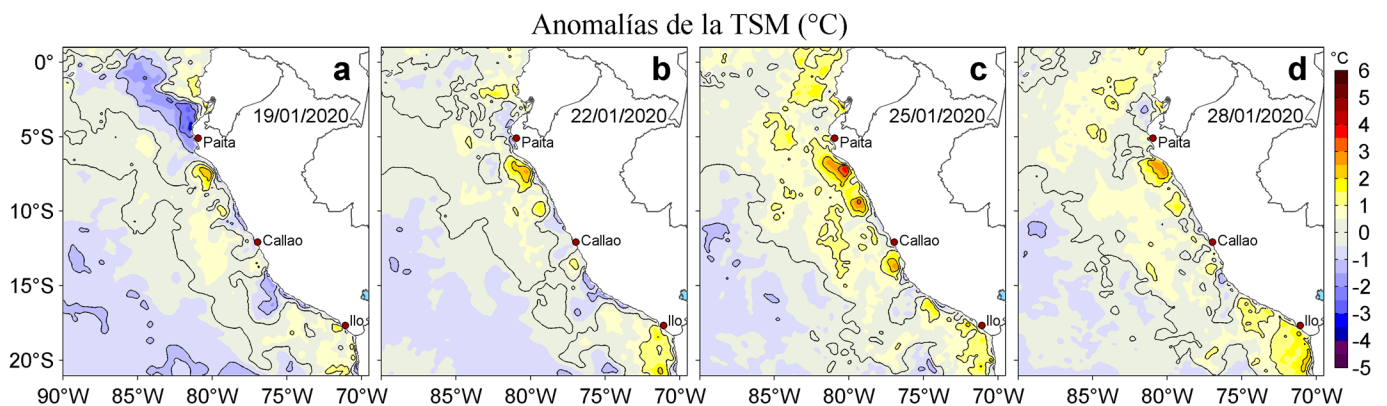 Anomalías de la TSM (°C)
a b c d
°C
19/01/2020 22/01/2020 25/01/2020 28/01/2020
Paita Paita Paita Paita
Callao Callao Callao Callao
Ilo Ilo Ilo Ilo
0°
5°S
10°S
15°S
20°S
90°W 85°W 80°W 75°W 70°W 85°W 80°W 75°W 70°W 85°W 80°W 75°W 70°W 85°W 80°W 75°W 70°W
6
5
4
3
2
1
0
-1
-2
-3
-4
-5